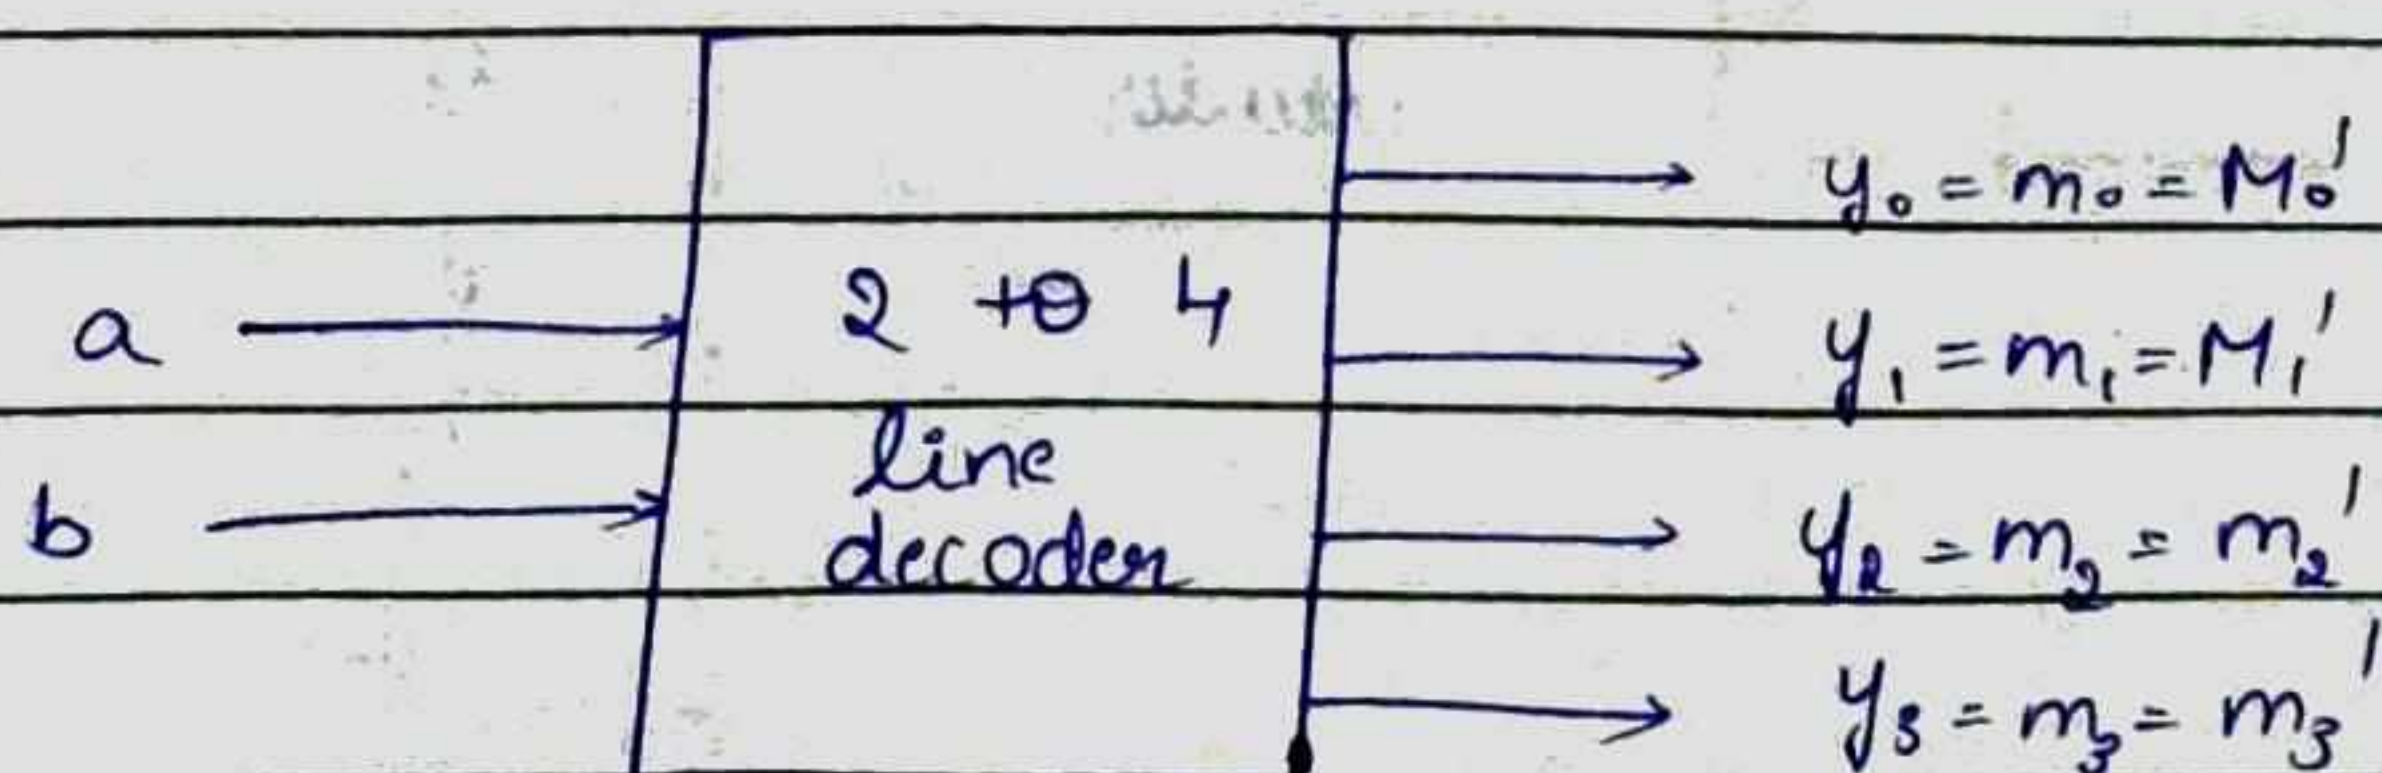 y₀ = m₀ = M₀'
a 2 to 4 y₁ = m₁ = M₁'
line
b decoder y₂ = m₂ = m₂'
y₃ = m₃ = m₃'